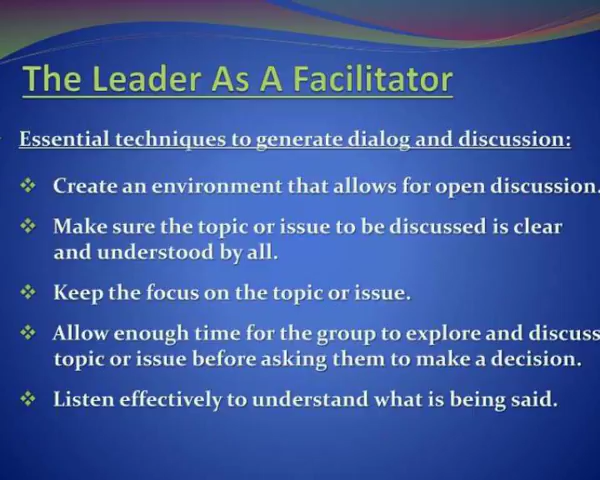 The Leader As A Facilitator
Essential techniques to generate dialog and discussion:
❖ Create an environment that allows for open discussion.
❖ Make sure the topic or issue to be discussed is clear
and understood by all.
❖ Keep the focus on the topic or issue.
❖ Allow enough time for the group to explore and discuss
topic or issue before asking them to make a decision.
❖ Listen effectively to understand what is being said.